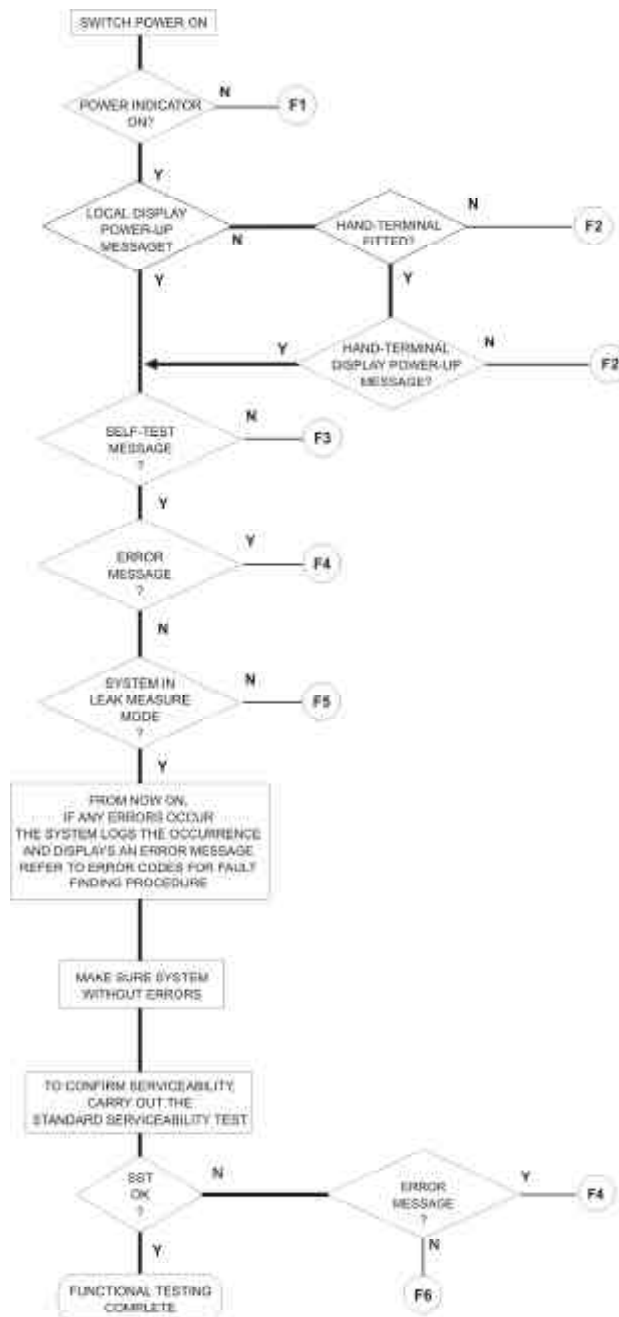 SWITCH POWER ON
POWER INDICATOR
ON?
N
F1
Y
LOCAL DISPLAY
POWER-UP
MESSAGE?
N
HAND-TERMINAL
FITTED?
N
F2
Y
Y
HAND-TERMINAL
DISPLAY POWER-UP
MESSAGE?
Y
N
F2
SELF-TEST
MESSAGE
?
N
F3
Y
ERROR
MESSAGE
?
Y
F4
N
SYSTEM IN
LEAK MEASURE
MODE
?
N
F5
Y
FROM NOW ON,
IF ANY ERRORS OCCUR
THE SYSTEM LOGS THE OCCURRENCE
AND DISPLAYS AN ERROR MESSAGE
REFER TO ERROR CODES FOR FAULT
FINDING PROCEDURE
MAKE SURE SYSTEM
WITHOUT ERRORS
TO CONFIRM SERVICEABILITY,
CARRY OUT THE
STANDARD SERVICEABILITY TEST
SST
OK
?
N
ERROR
MESSAGE
?
Y
F4
N
F6
Y
FUNCTIONAL TESTING
COMPLETE